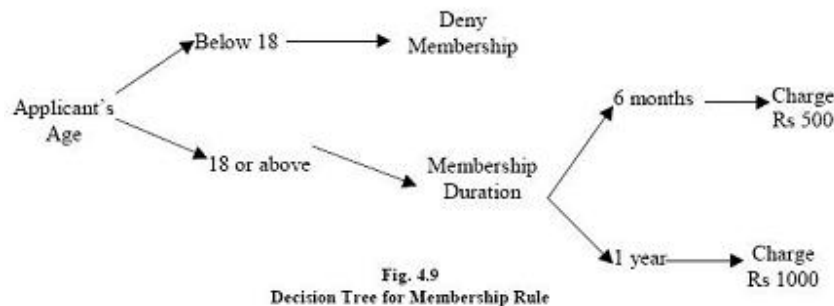 Deny
Membership
Below 18
6 months
Charge
Rs 500
Applicant's
Age
18 or above
Membership
Duration
1 year
Charge
Rs 1000
Fig. 4.9
Decision Tree for Membership Rule